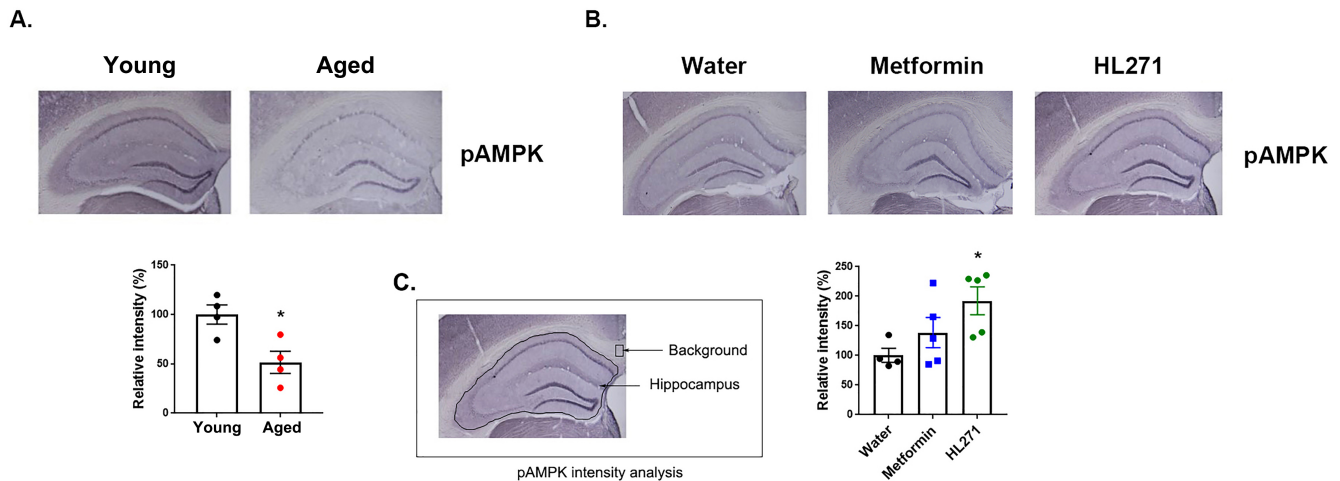 A.
Young Aged
pAMPK
Relative intensity (%)
150
100
50
0
Young Aged
*
B.
Water Metformin HL271
pAMPK
Relative intensity (%)
250
200
150
100
50
0
Water Metformin HL271
*
C.
Background
Hippocampus
pAMPK intensity analysis